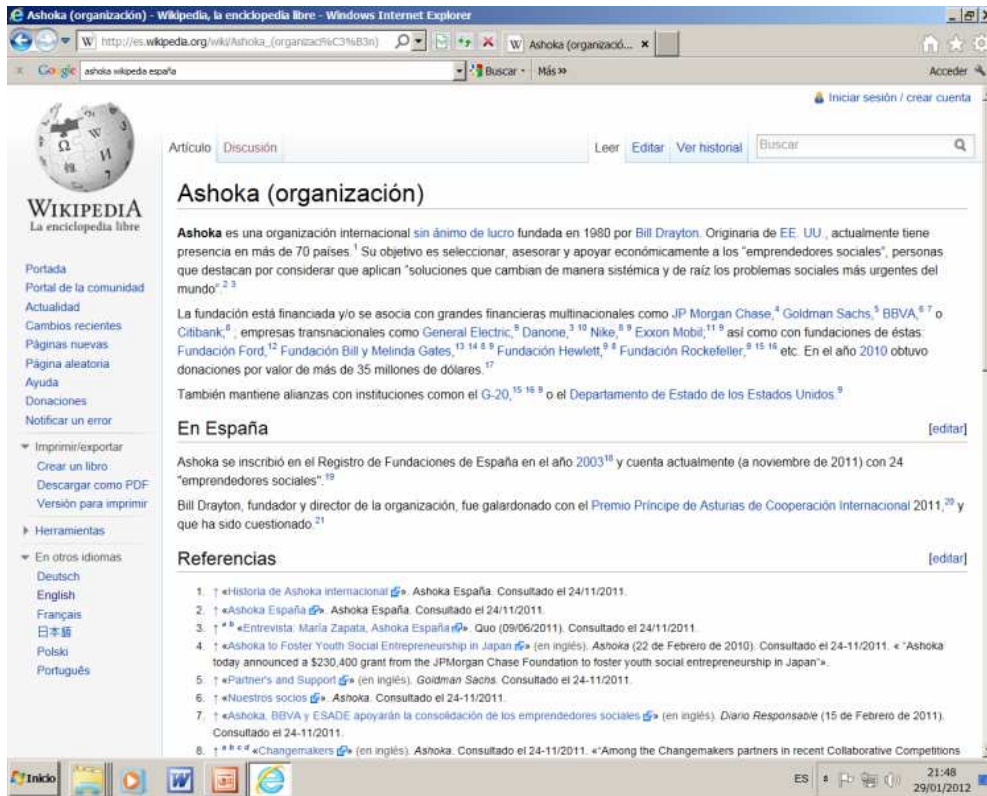 Ashoka (organización) - Wikipedia, la enciclopedia libre - Windows Internet Explorer
http://es.wikipedia.org/wiki/Ashoka_(organizaci%C3%B3n)
Ashoka (organizació...
Google
ashoka wikipedia españa
Buscar
Más »
Acceder
Iniciar sesión / crear cuenta
Artículo Discusión
Leer Editar Ver historial
Buscar
WIKIPEDIA
La enciclopedia libre
Portada
Portal de la comunidad
Actualidad
Cambios recientes
Páginas nuevas
Página aleatoria
Ayuda
Donaciones
Notificar un error
Imprimir/exportar
Crear un libro
Descargar como PDF
Versión para imprimir
Herramientas
En otros idiomas
Deutsch
English
Français
日本語
Polski
Português
Ashoka (organización)
Ashoka es una organización internacional sin ánimo de lucro fundada en 1980 por Bill Drayton. Originaria de EE. UU., actualmente tiene
presencia en más de 70 países.1 Su objetivo es seleccionar, asesorar y apoyar económicamente a los "emprendedores sociales", personas
que destacan por considerar que aplican "soluciones que cambian de manera sistémica y de raíz los problemas sociales más urgentes del
mundo".2 3
La fundación está financiada y/o se asocia con grandes financieras multinacionales como JP Morgan Chase,4 Goldman Sachs,5 BBVA,6 7 o
Citibank,8 ; empresas transnacionales como General Electric,9 Danone,3 10 Nike,8 9 Exxon Mobil;11 9 así como con fundaciones de éstas:
Fundación Ford,12 Fundación Bill y Melinda Gates,13 14 8 9 Fundación Hewlett,9 8 Fundación Rockefeller,9 15 16 etc. En el año 2010 obtuvo
donaciones por valor de más de 35 millones de dólares.17
También mantiene alianzas con instituciones comon el G-20,15 16 9 o el Departamento de Estado de los Estados Unidos.9
En España
[editar]
Ashoka se inscribió en el Registro de Fundaciones de España en el año 200318 y cuenta actualmente (a noviembre de 2011) con 24
"emprendedores sociales".19
Bill Drayton, fundador y director de la organización, fue galardonado con el Premio Príncipe de Asturias de Cooperación Internacional 2011,20 y
que ha sido cuestionado.21
Referencias
[editar]
1. ↑ «Historia de Ashoka internacional». Ashoka España. Consultado el 24/11/2011.
2. ↑ «Ashoka España». Ashoka España. Consultado el 24/11/2011.
3. ↑ a b «Entrevista: María Zapata, Ashoka España». Quo (09/06/2011). Consultado el 24/11/2011.
4. ↑ «Ashoka to Foster Youth Social Entrepreneurship in Japan» (en inglés). Ashoka (22 de Febrero de 2010). Consultado el 24-11/2011. « "Ashoka
today announced a $230,400 grant from the JPMorgan Chase Foundation to foster youth social entrepreneurship in Japan"».
5. ↑ «Partner's and Support» (en inglés). Goldman Sachs. Consultado el 24-11/2011.
6. ↑ «Nuestros socios». Ashoka. Consultado el 24-11/2011.
7. ↑ «Ashoka, BBVA y ESADE apoyarán la consolidación de los emprendedores sociales» (en inglés). Diario Responsable (15 de Febrero de 2011).
Consultado el 24-11/2011.
8. ↑ a b c d «Changemakers» (en inglés). Ashoka. Consultado el 24-11/2011. «"Among the Changemakers partners in recent Collaborative Competitions
Inicio
ES
21:48
29/01/2012